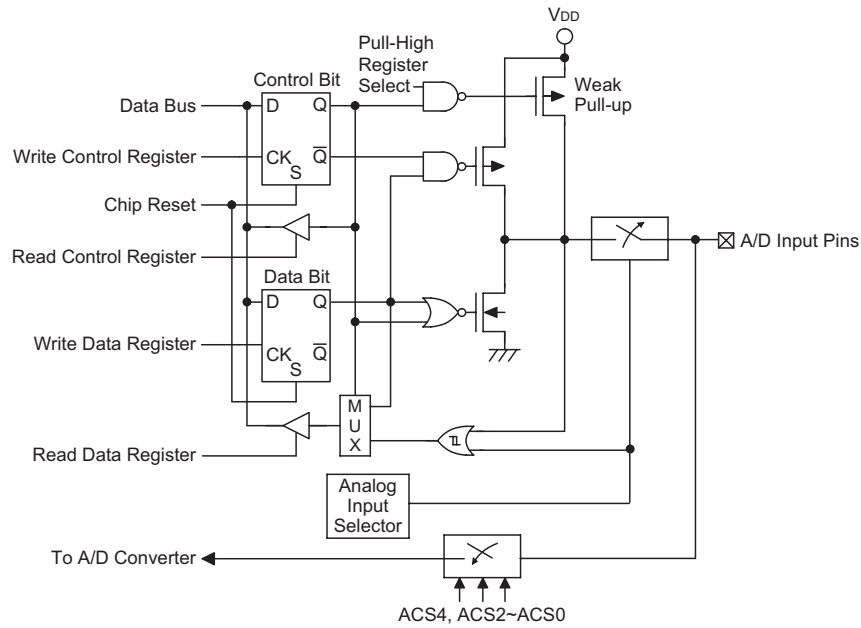 VDD
Pull-High
Register
Select
Control Bit
Weak
Pull-up
Data Bus
D
Q
Write Control Register
CK
Q̅
S
Chip Reset
Read Control Register
A/D Input Pins
Data Bit
D
Q
Write Data Register
CK
Q̅
S
M
U
X
Read Data Register
Analog
Input
Selector
To A/D Converter
ACS4, ACS2~ACS0